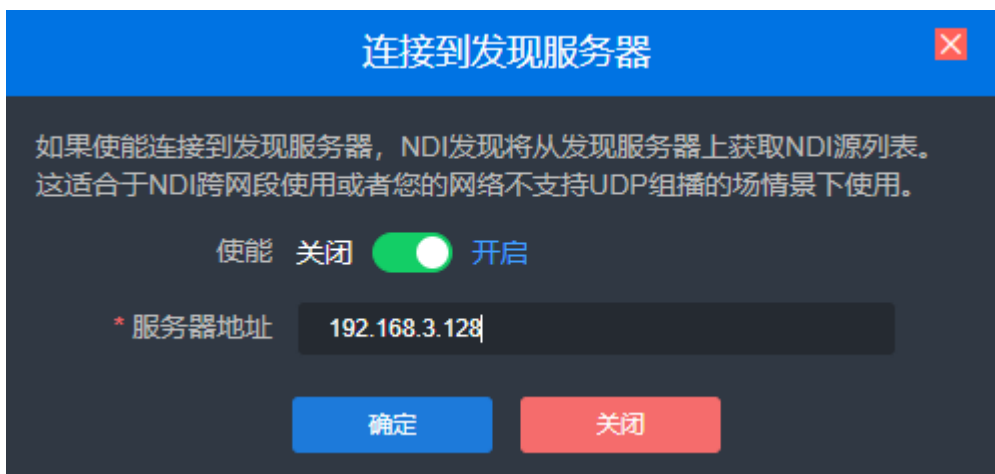 连接到发现服务器
如果使能连接到发现服务器，NDI发现将从发现服务器上获取NDI源列表。
这适合于NDI跨网段使用或者您的网络不支持UDP组播的场情景下使用。
使能 关闭 开启
* 服务器地址 192.168.3.128
确定 关闭